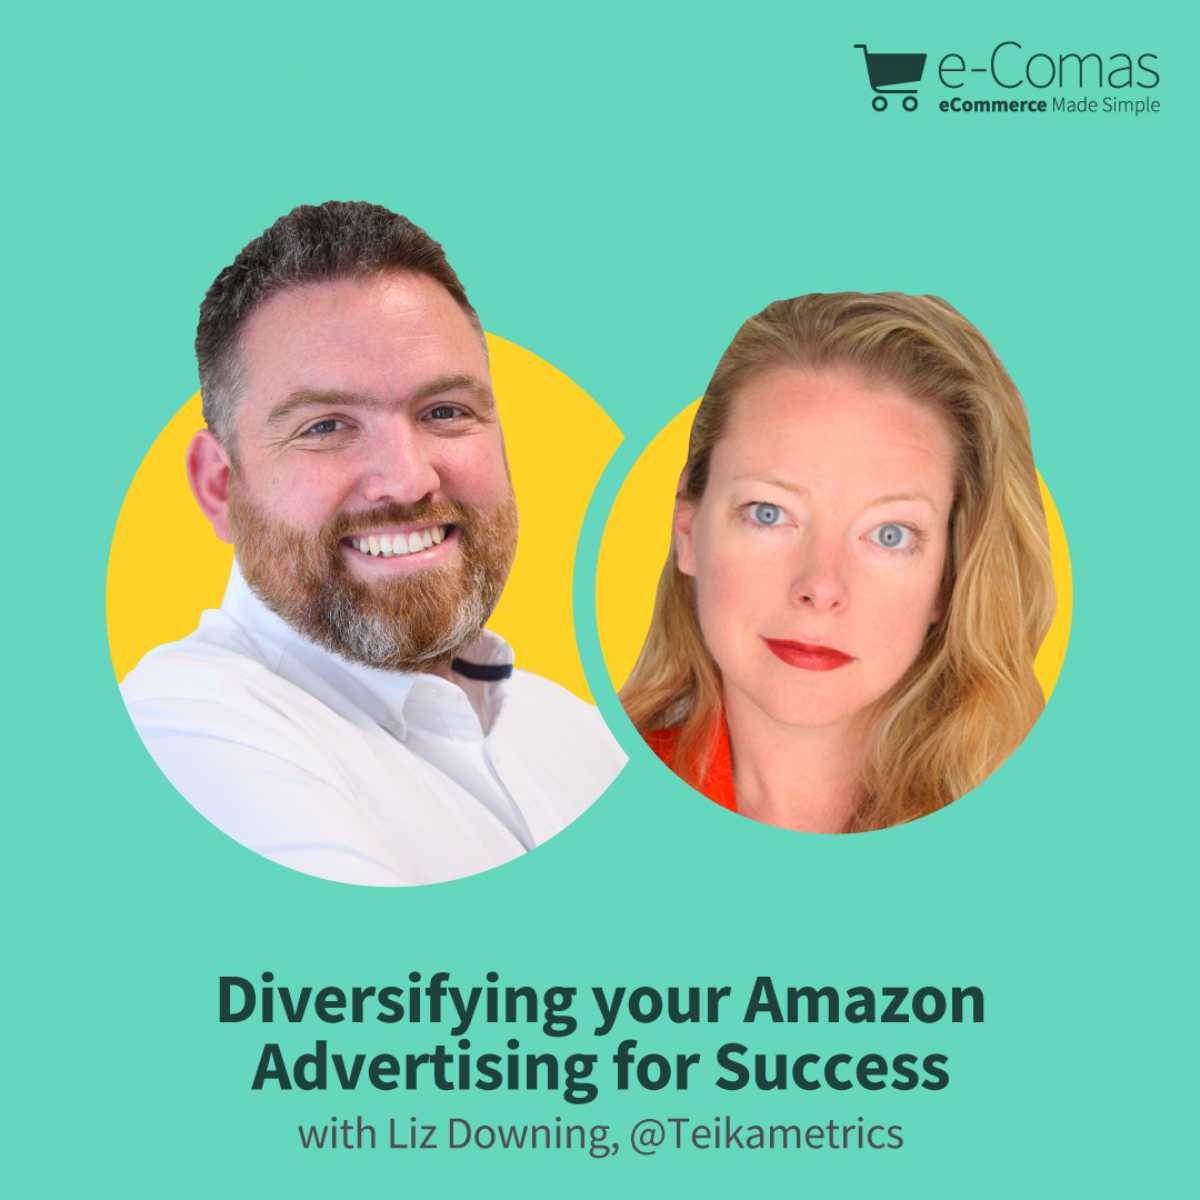 e-Comas
eCommerce Made Simple
Diversifying your Amazon
Advertising for Success
with Liz Downing, @Teikametrics